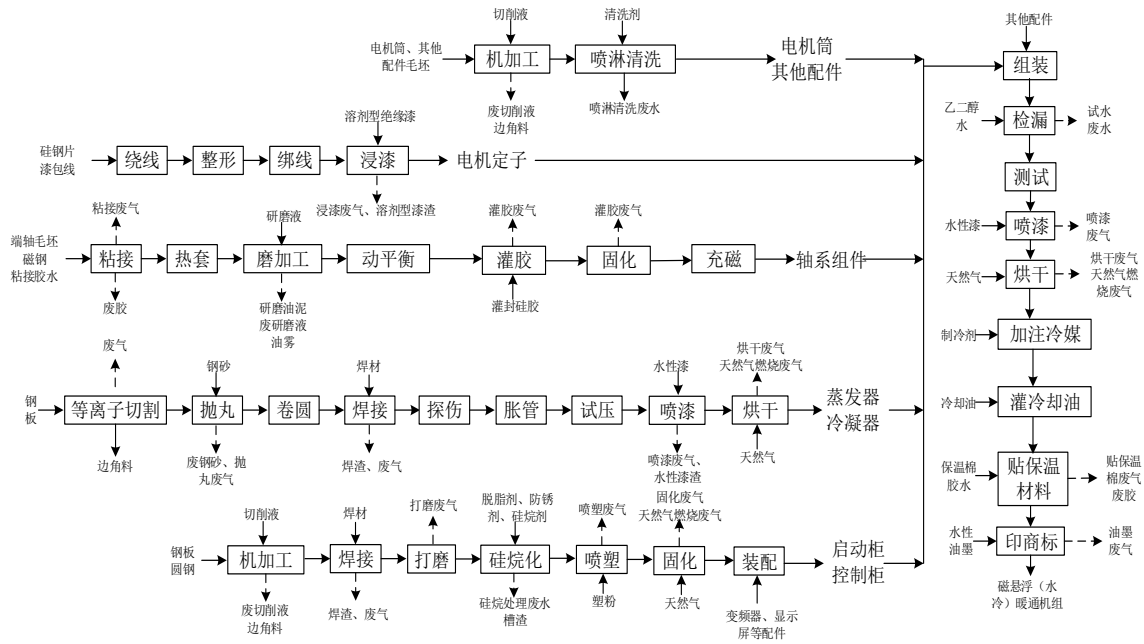 切削液
清洗剂
电机筒、其他
配件毛坯
机加工
喷淋清洗
电机筒
其他配件
废切削液
边角料
喷淋清洗废水
溶剂型绝缘漆
硅钢片
漆包线
绕线
整形
绑线
浸漆
电机定子
浸漆废气、溶剂型漆渣
粘接废气
研磨液
灌胶废气
灌胶废气
端轴毛坯
磁钢
粘接胶水
粘接
热套
磨加工
动平衡
灌胶
固化
充磁
轴系组件
废胶
研磨油泥
废研磨液
油雾
灌封硅胶
废气
钢砂
焊材
水性漆
烘干废气
天然气燃烧废气
钢
板
等离子切割
抛丸
卷圆
焊接
探伤
胀管
试压
喷漆
烘干
蒸发器
冷凝器
边角料
废钢砂、抛
丸废气
焊渣、废气
喷漆废气、
水性漆渣
天然气
切削液
焊材
打磨废气
脱脂剂、防锈
剂、硅烷剂
喷塑废气
固化废气
天然气燃烧废气
钢板
圆钢
机加工
焊接
打磨
硅烷化
喷塑
固化
装配
启动柜
控制柜
废切削液
边角料
焊渣、废气
硅烷处理废水
槽渣
塑粉
天然气
变频器、显示
屏等配件
其他配件
组装
乙二醇
水
检漏
试水
废水
测试
水性漆
喷漆
喷漆
废气
天然气
烘干
烘干废气
天然气燃
烧废气
制冷剂
加注冷媒
冷却油
灌冷却油
保温棉
胶水
贴保温
材料
贴保温
棉废气
废胶
水性
油墨
印商标
油墨
废气
磁悬浮（水
冷）暖通机组